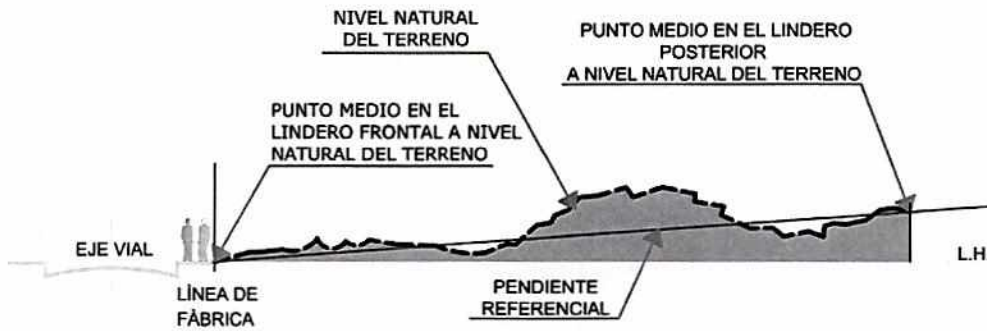 NIVEL NATURAL
DEL TERRENO
PUNTO MEDIO EN EL LINDERO
POSTERIOR
A NIVEL NATURAL DEL TERRENO
PUNTO MEDIO EN EL
LINDERO FRONTAL A NIVEL
NATURAL DEL TERRENO
EJE VIAL
L.H
LÌNEA DE
FÀBRICA
PENDIENTE
REFERENCIAL